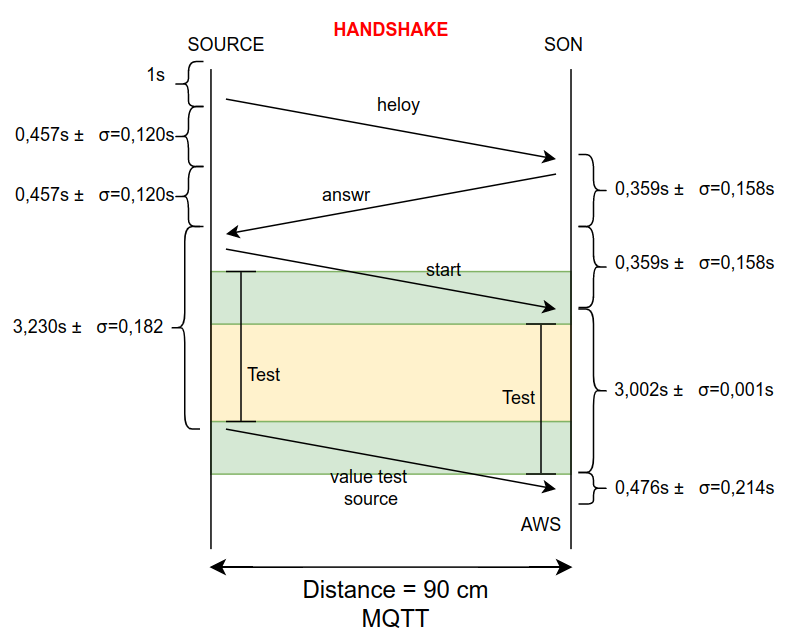 HANDSHAKE
SOURCE
SON
1s
heloy
0,457s ± σ=0,120s
0,457s ± σ=0,120s
0,359s ± σ=0,158s
answr
0,359s ± σ=0,158s
start
3,230s ± σ=0,182
Test
Test
3,002s ± σ=0,001s
value test
source
0,476s ± σ=0,214s
AWS
Distance = 90 cm
MQTT